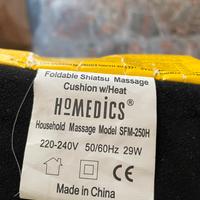 Foldable Shiatsu Massage
Cushion w/Heat
HOMEDICS®
Household Massage Model SFM-250H
220-240V 50/60Hz 29W
Made in China